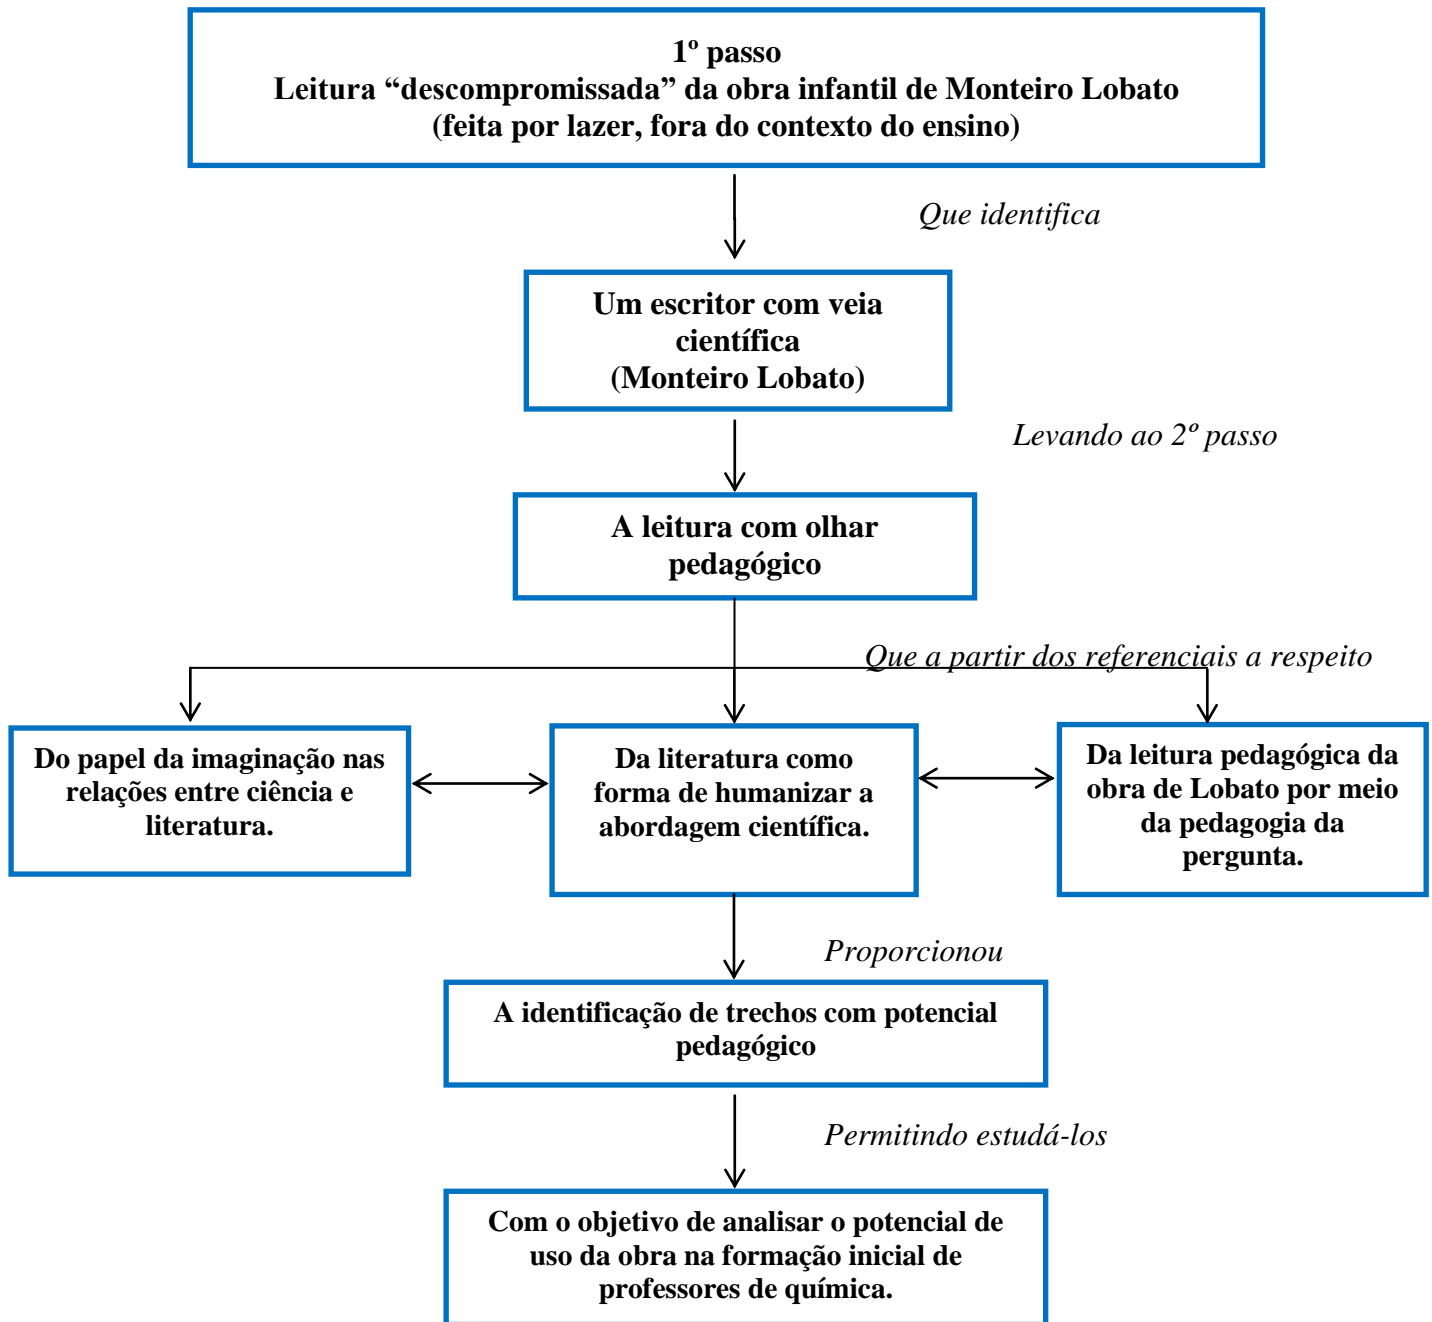 1º passo
Leitura “descompromissada” da obra infantil de Monteiro Lobato
(feita por lazer, fora do contexto do ensino)
Que identifica
Um escritor com veia
científica
(Monteiro Lobato)
Levando ao 2º passo
A leitura com olhar
pedagógico
Que a partir dos referenciais a respeito
Do papel da imaginação nas
relações entre ciência e
literatura.
Da literatura como
forma de humanizar a
abordagem científica.
Da leitura pedagógica da
obra de Lobato por meio
da pedagogia da
pergunta.
Proporcionou
A identificação de trechos com potencial
pedagógico
Permitindo estudá-los
Com o objetivo de analisar o potencial de
uso da obra na formação inicial de
professores de química.